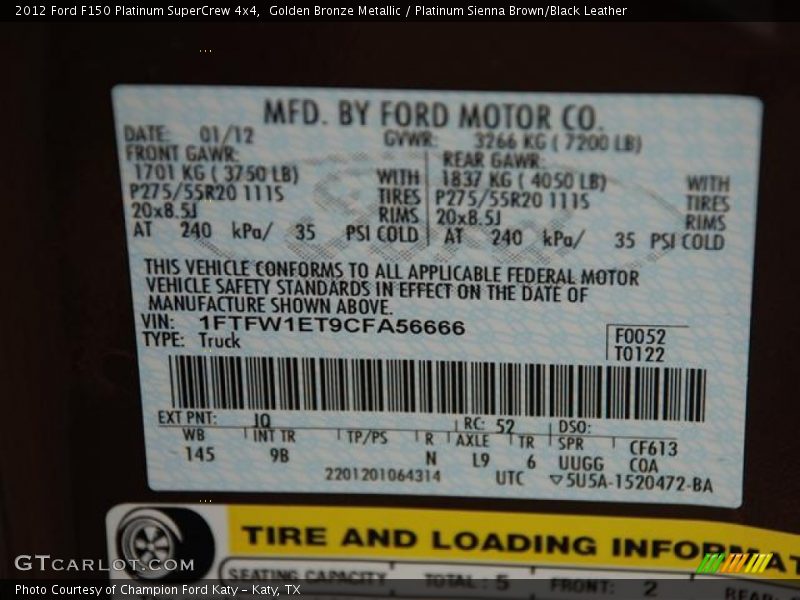 2012 Ford F150 Platinum SuperCrew 4x4,  Golden Bronze Metallic / Platinum Sienna Brown/Black Leather
MFD. BY FORD MOTOR CO.
DATE: 01/12 GVWR: 3266 KG ( 7200 LB)
FRONT GAWR: REAR GAWR:
1701 KG ( 3750 LB) WITH 1837 KG ( 4050 LB) WITH
P275/55R20 111S TIRES P275/55R20 111S TIRES
20x8.5J RIMS 20x8.5J RIMS
AT 240 kPa/ 35 PSI COLD AT 240 kPa/ 35 PSI COLD
THIS VEHICLE CONFORMS TO ALL APPLICABLE FEDERAL MOTOR
VEHICLE SAFETY STANDARDS IN EFFECT ON THE DATE OF
MANUFACTURE SHOWN ABOVE.
VIN: 1FTFW1ET9CFA56666
TYPE: Truck
F0052
T0122
EXT PNT: JQ RC: 52 DSO:
WB INT TR TP/PS R AXLE TR SPR CF613
145 9B N L9 6 UUGG COA
2201201064314 UTC ▽5U5A-1520472-BA
TIRE AND LOADING INFORMAT
SEATING CAPACITY TOTAL : 5 FRONT: 2 REAR:
GTCARLOT.COM
Photo Courtesy of Champion Ford Katy - Katy, TX